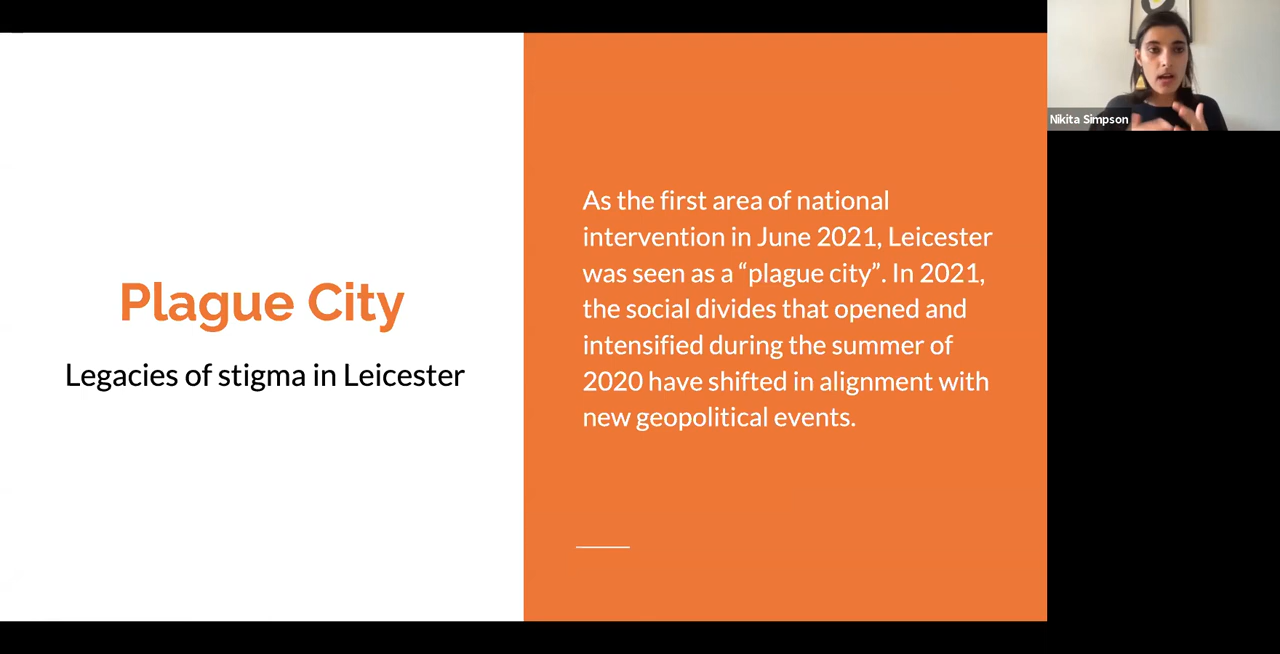 Plague City
Legacies of stigma in Leicester
As the first area of national
intervention in June 2021, Leicester
was seen as a “plague city”. In 2021,
the social divides that opened and
intensified during the summer of
2020 have shifted in alignment with
new geopolitical events.
Nikita Simpson